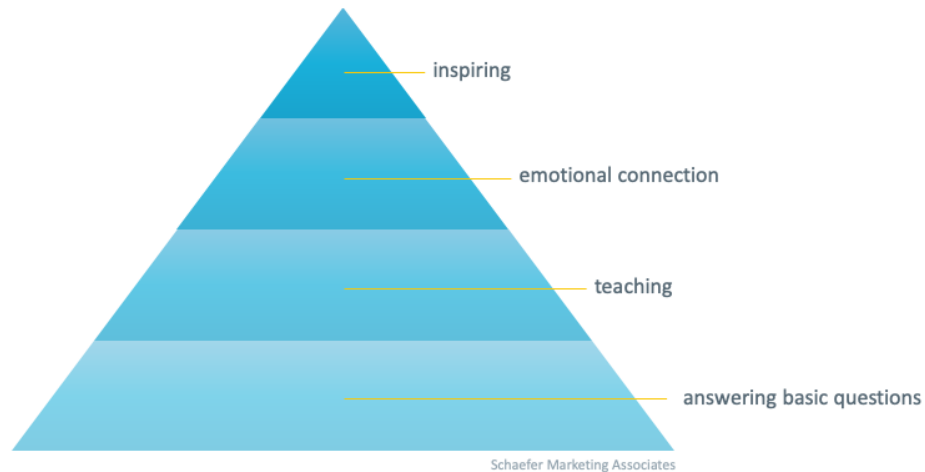 inspiring
emotional connection
teaching
answering basic questions
Schaefer Marketing Associates